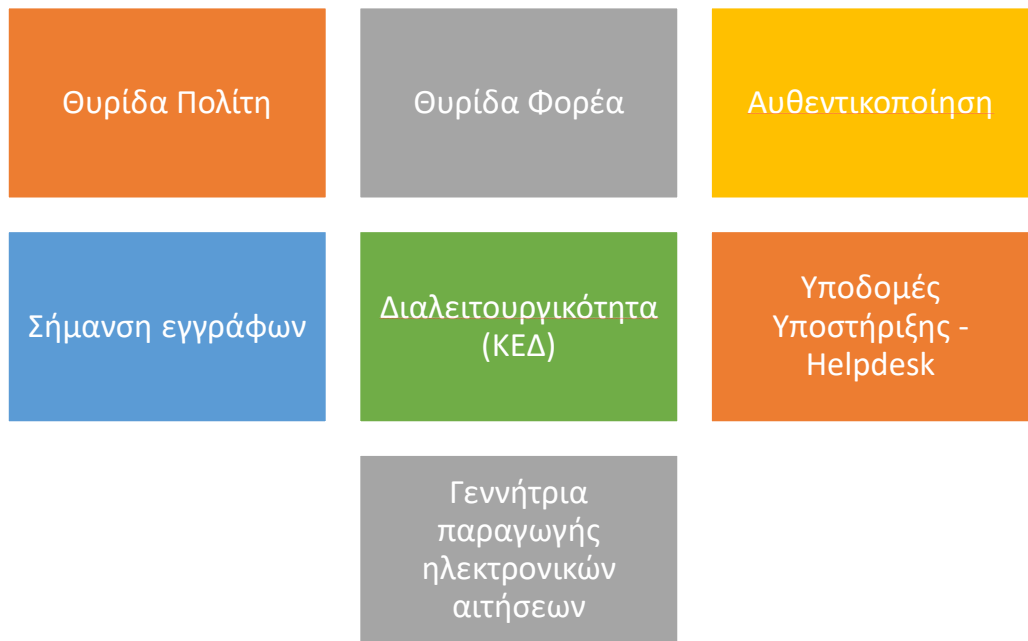 Θυρίδα Πολίτη
Θυρίδα Φορέα
Αυθεντικοποίηση
Σήμανση εγγράφων
Διαλειτουργικότητα
(ΚΕΔ)
Υποδομές
Υποστήριξης -
Helpdesk
Γεννήτρια
παραγωγής
ηλεκτρονικών
αιτήσεων